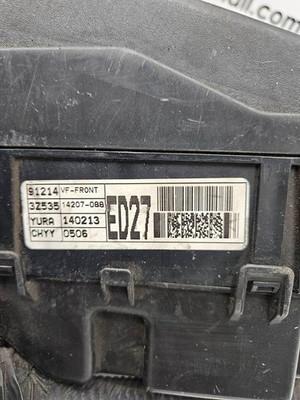 91214 VF-FRONT
3Z535 14207-088
YURA 140213
CHYY 0506
ED27